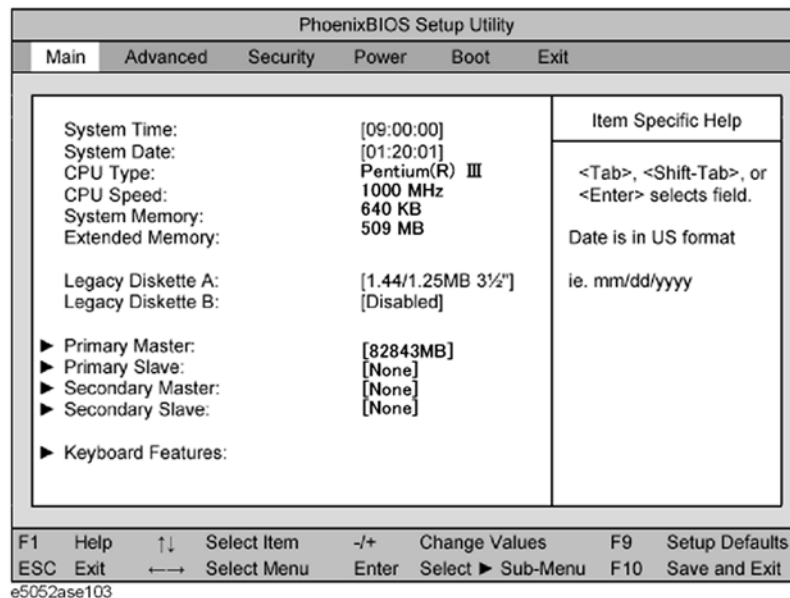 PhoenixBIOS Setup Utility
Main Advanced Security Power Boot Exit
System Time: [09:00:00]
System Date: [01:20:01]
CPU Type: Pentium(R) Ⅲ
CPU Speed: 1000 MHz
System Memory: 640 KB
Extended Memory: 509 MB
Legacy Diskette A: [1.44/1.25MB 3½"]
Legacy Diskette B: [Disabled]
► Primary Master: [82843MB]
► Primary Slave: [None]
► Secondary Master: [None]
► Secondary Slave: [None]
► Keyboard Features:
Item Specific Help
<Tab>, <Shift-Tab>, or
<Enter> selects field.
Date is in US format
ie. mm/dd/yyyy
F1 Help ↑↓ Select Item -/+ Change Values F9 Setup Defaults
ESC Exit ←→ Select Menu Enter Select ► Sub-Menu F10 Save and Exit
e5052ase103